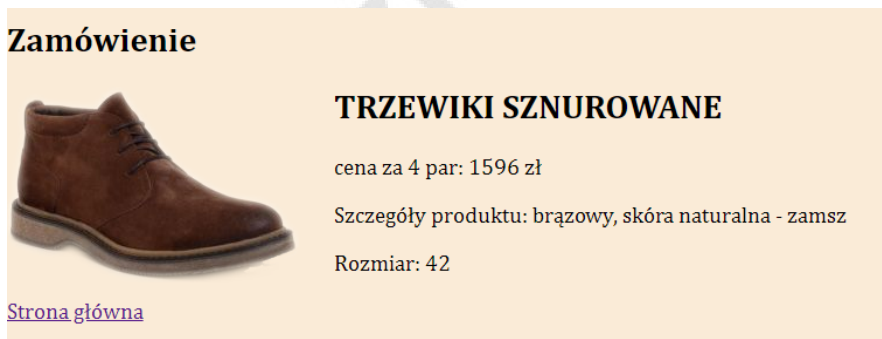 Zamówienie
TRZEWIKI SZNUROWANE
cena za 4 par: 1596 zł
Szczegóły produktu: brązowy, skóra naturalna - zamsz
Rozmiar: 42
Strona główna